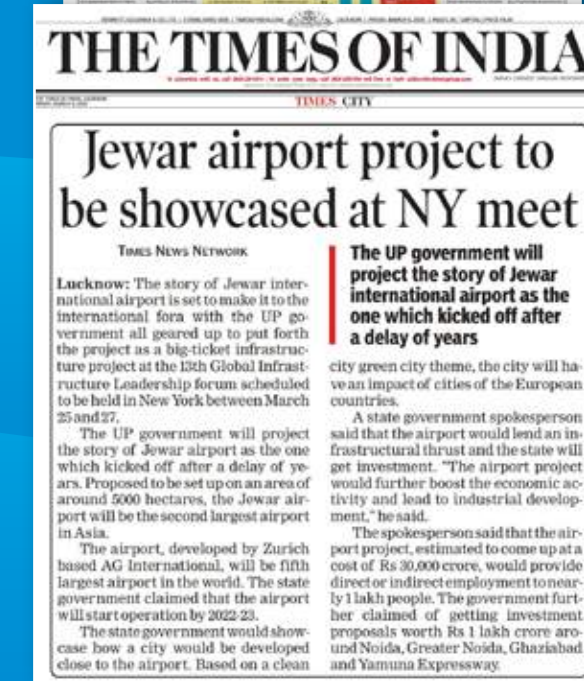 THE TIMES OF INDIA
TIMES CITY
Jewar airport project to
be showcased at NY meet
TIMES NEWS NETWORK
Lucknow: The story of Jewar inter-
national airport is set to make it to the
international fora with the UP go-
vernment all geared up to put forth
the project as a big-ticket infrastruc-
ture project at the 13th Global Infrast-
ructure Leadership forum scheduled
to be held in New York between March
25 and 27.
The UP government will project
the story of Jewar airport as the one
which kicked off after a delay of ye-
ars. Proposed to be set up on an area of
around 5000 hectares, the Jewar air-
port will be the second largest airport
in Asia.
The airport, developed by Zurich
based AG International, will be fifth
largest airport in the world. The state
government claimed that the airport
will start operation by 2022-23.
The state government would show-
case how a city would be developed
close to the airport. Based on a clean
The UP government will
project the story of Jewar
international airport as the
one which kicked off after
a delay of years
city green city theme, the city will ha-
ve an impact of cities of the European
countries.
A state government spokesperson
said that the airport would lend an in-
frastructural thrust and the state will
get investment. "The airport project
would further boost the economic ac-
tivity and lead to industrial develop-
ment," he said.
The spokesperson said that the air-
port project, estimated to come up at a
cost of Rs 30,000 crore, would provide
direct or indirect employment to near-
ly 1 lakh people. The government furt-
her claimed of getting investment
proposals worth Rs 1 lakh crore aro-
und Noida, Greater Noida, Ghaziabad
and Yamuna Expressway.